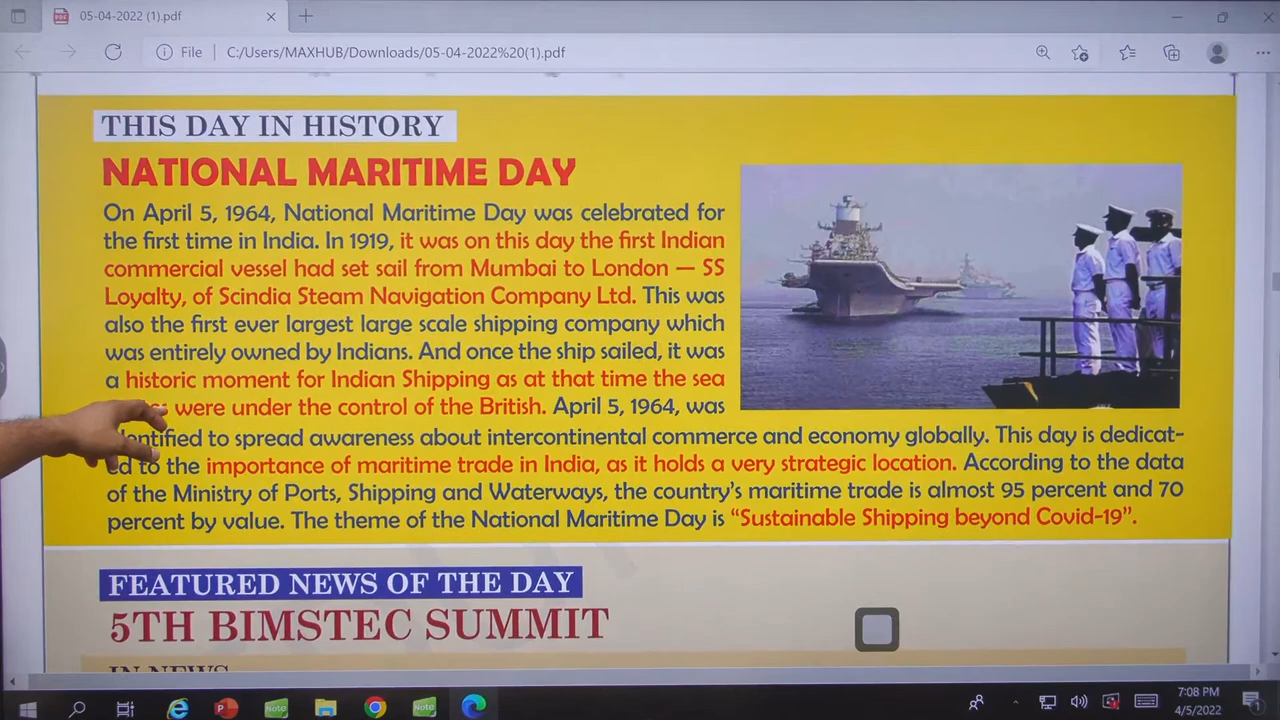 05-04-2022 (1).pdf
File
C:/Users/MAXHUB/Downloads/05-04-2022%20(1).pdf
THIS DAY IN HISTORY
NATIONAL MARITIME DAY
On April 5, 1964, National Maritime Day was celebrated for
the first time in India. In 1919, it was on this day the first Indian
commercial vessel had set sail from Mumbai to London — SS
Loyalty, of Scindia Steam Navigation Company Ltd. This was
also the first ever largest large scale shipping company which
was entirely owned by Indians. And once the ship sailed, it was
a historic moment for Indian Shipping as at that time the sea
were under the control of the British. April 5, 1964, was
to spread awareness about intercontinental commerce and economy globally. This day is dedicat-
ed to the importance of maritime trade in India, as it holds a very strategic location. According to the data
of the Ministry of Ports, Shipping and Waterways, the country's maritime trade is almost 95 percent and 70
percent by value. The theme of the National Maritime Day is "Sustainable Shipping beyond Covid-19".
FEATURED NEWS OF THE DAY
5TH BIMSTEC SUMMIT
IN NEWS
Note
Note
7:08 PM
4/5/2022